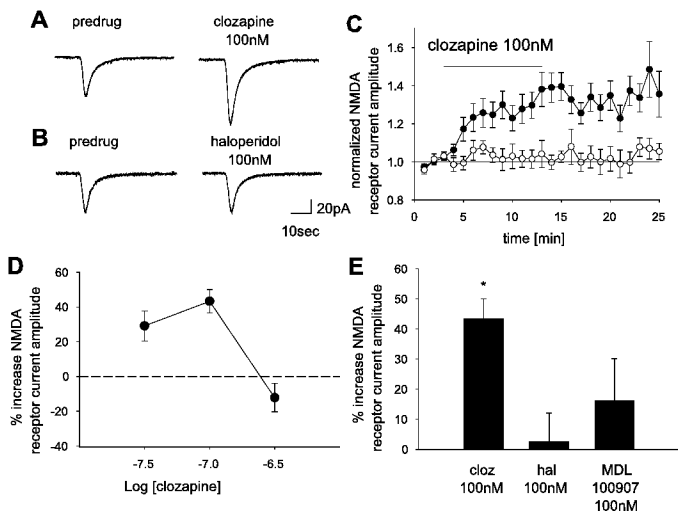 A
predrug
clozapine
100nM
B
predrug
haloperidol
100nM
20pA
10sec
C
clozapine 100nM
normalized NMDA
receptor current amplitude
1.6
1.4
1.2
1.0
0.8
0
5
10
15
20
25
time [min]
D
% increase NMDA
receptor current amplitude
60
40
20
0
-20
-40
-7.5
-7.0
-6.5
Log [clozapine]
E
% increase NMDA
receptor current amplitude
60
50
40
30
20
10
0
*
cloz
100nM
hal
100nM
MDL
100907
100nM